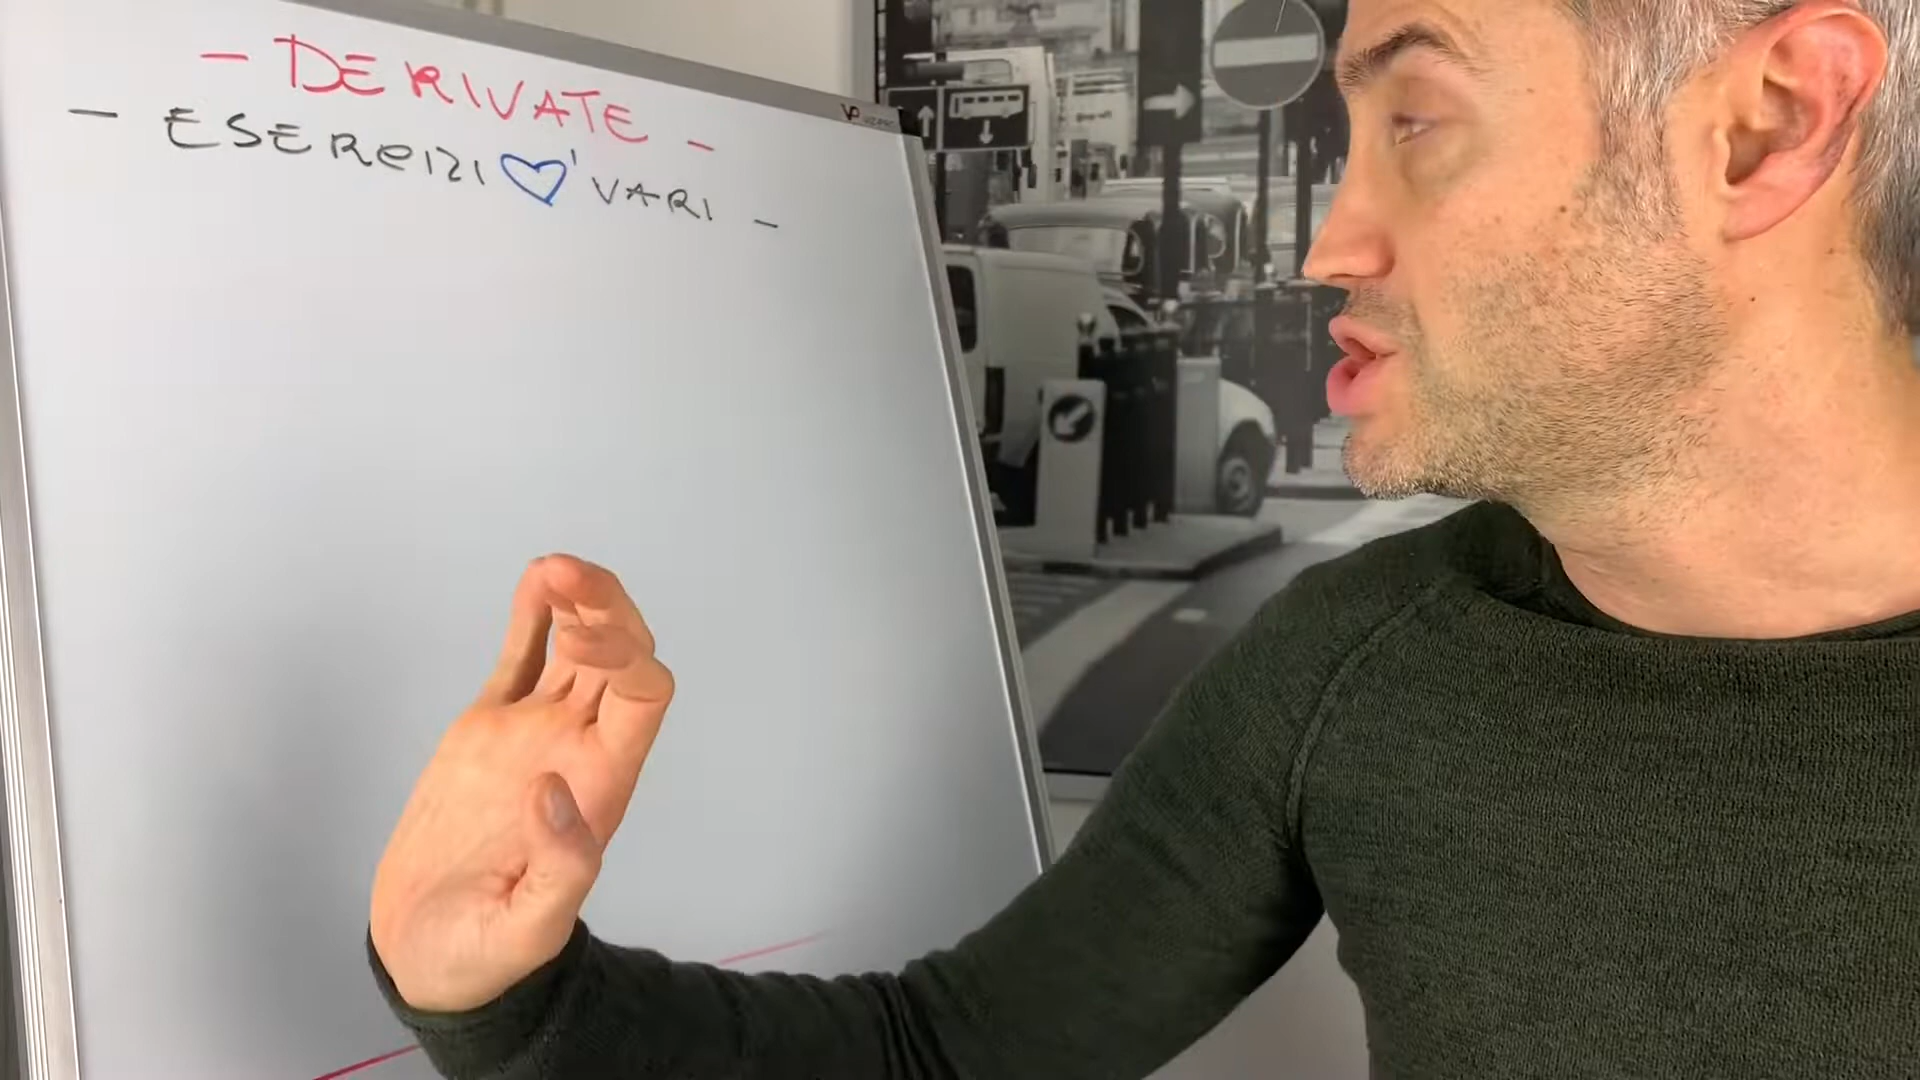 - DERIVATE -
- ESERCIZI ♡' VARI -